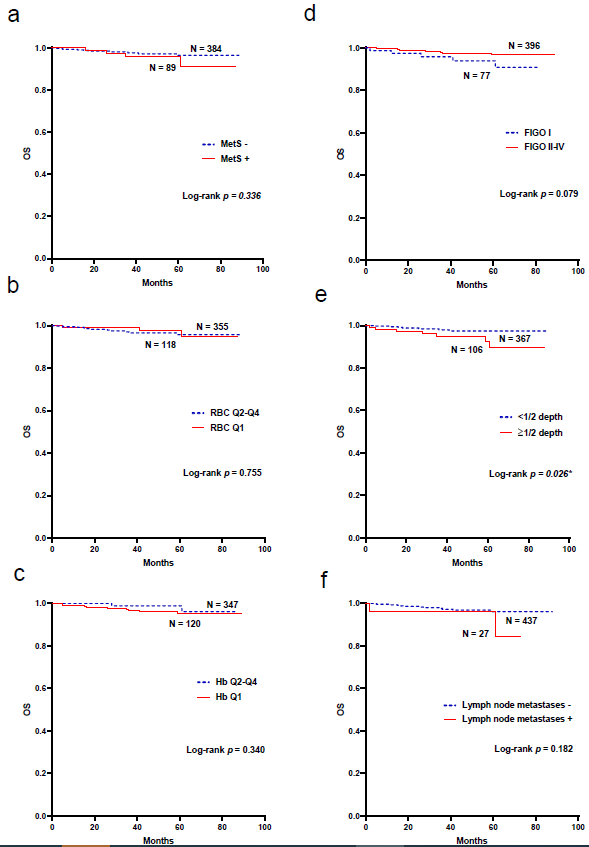 a
1.0
0.8
0.6
0.4
0.2
0.0
OS
N = 384
N = 89
MetS -
MetS +
Log-rank p = 0.336
0 20 40 60 80 100
Months
b
1.0
0.8
0.6
0.4
0.2
0.0
OS
N = 355
N = 118
RBC Q2-Q4
RBC Q1
Log-rank p = 0.755
0 20 40 60 80 100
Months
c
1.0
0.8
0.6
0.4
0.2
0.0
OS
N = 347
N = 120
Hb Q2-Q4
Hb Q1
Log-rank p = 0.340
0 20 40 60 80 100
Months
d
1.0
0.8
0.6
0.4
0.2
0.0
OS
N = 396
N = 77
FIGO I
FIGO II-IV
Log-rank p = 0.079
0 20 40 60 80 100
Months
e
1.0
0.8
0.6
0.4
0.2
0.0
OS
N = 367
N = 106
<1/2 depth
≥1/2 depth
Log-rank p = 0.026*
0 20 40 60 80 100
Months
f
1.0
0.8
0.6
0.4
0.2
0.0
OS
N = 437
N = 27
Lymph node metastases -
Lymph node metastases +
Log-rank p = 0.182
0 20 40 60 80 100
Months